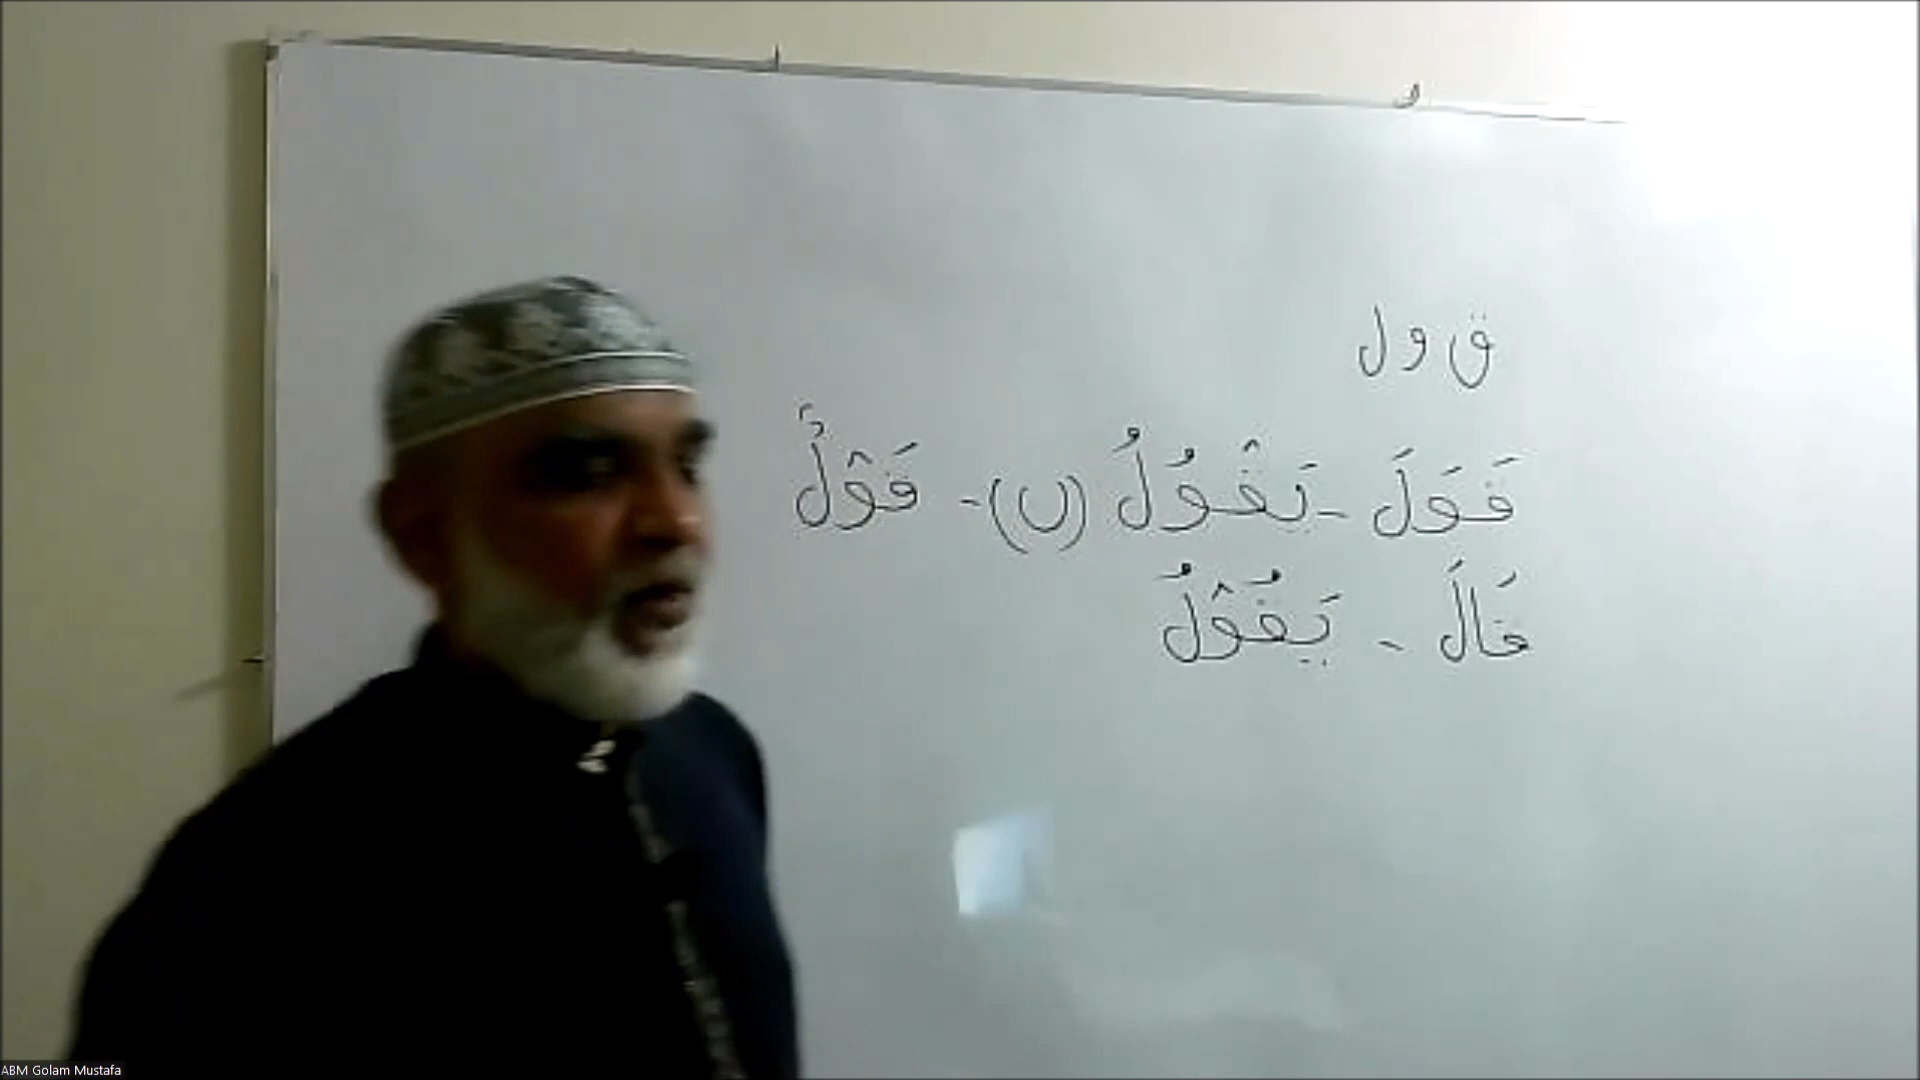 ق و ل
قَوَلَ - يَقْوُلُ (ن) - قَوْلٌ
قَالَ - يَقُوْلُ
ABM Golam Mustafa